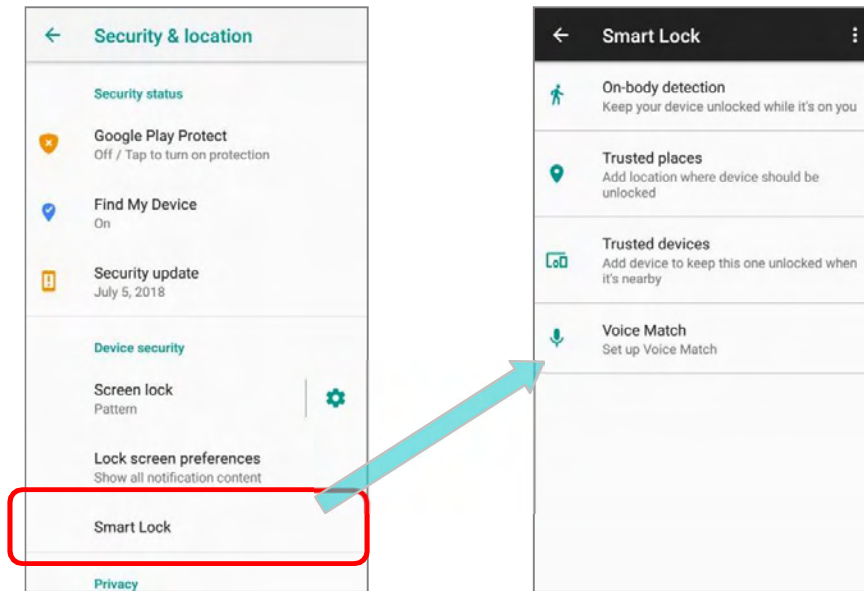 Security & location
Security status
Google Play Protect
Off / Tap to turn on protection
Find My Device
On
Security update
July 5, 2018
Device security
Screen lock
Pattern
Lock screen preferences
Show all notification content
Smart Lock
Privacy
Smart Lock
On-body detection
Keep your device unlocked while it's on you
Trusted places
Add location where device should be
unlocked
Trusted devices
Add device to keep this one unlocked when
it's nearby
Voice Match
Set up Voice Match